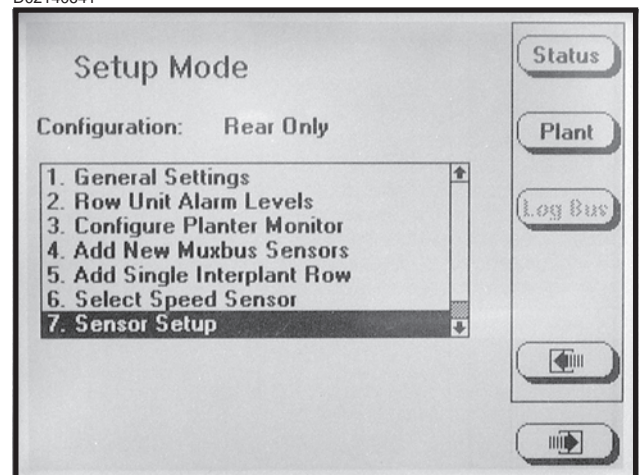 Setup Mode
Status
Configuration: Rear Only
Plant
1. General Settings
2. Row Unit Alarm Levels
3. Configure Planter Monitor
4. Add New Muxbus Sensors
5. Add Single Interplant Row
6. Select Speed Sensor
7. Sensor Setup
Log Bus